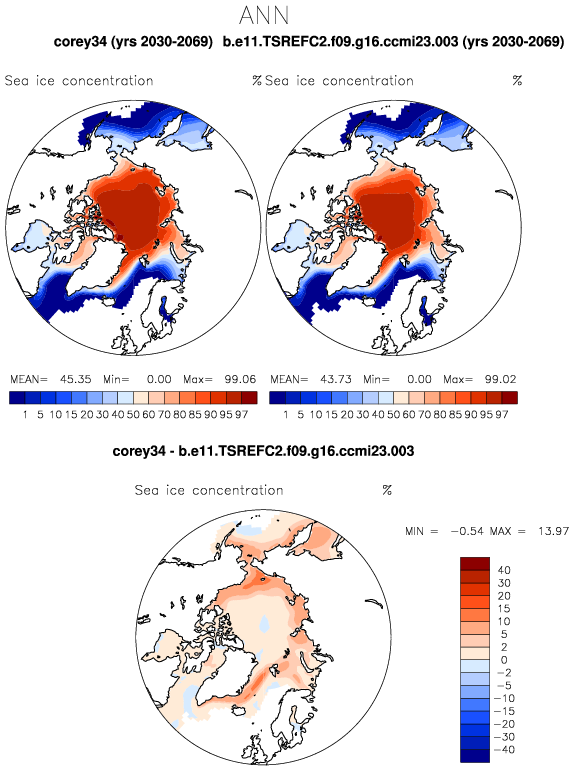 ANN
corey34 (yrs 2030-2069) b.e11.TSREFC2.f09.g16.ccmi23.003 (yrs 2030-2069)
Sea ice concentration % Sea ice concentration %
MEAN= 45.35 Min= 0.00 Max= 99.06 MEAN= 43.73 Min= 0.00 Max= 99.02
1 5 10 15 20 30 40 50 60 70 80 85 90 95 97 1 5 10 15 20 30 40 50 60 70 80 85 90 95 97
corey34 - b.e11.TSREFC2.f09.g16.ccmi23.003
Sea ice concentration %
MIN = -0.54 MAX = 13.97
40
30
20
15
10
5
2
0
-2
-5
-10
-15
-20
-30
-40